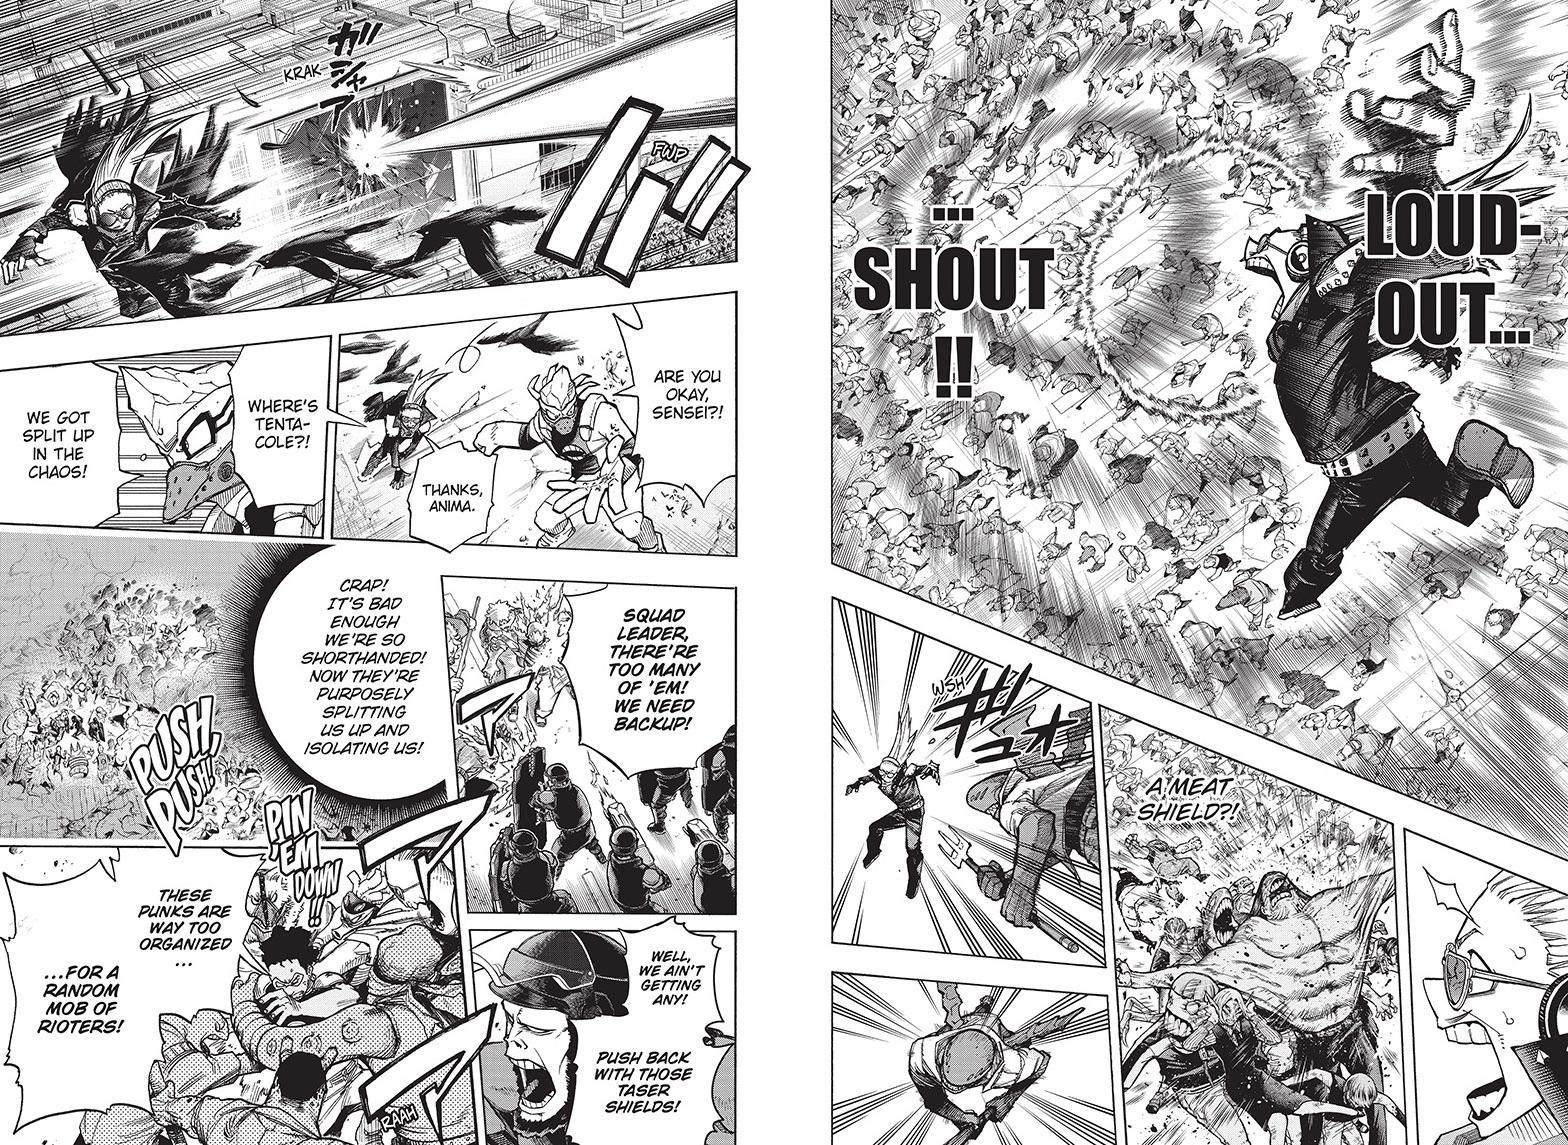 LOUD-
OUT...
...
SHOUT
!!
A MEAT
SHIELD?!
WSH
FWP
KRAK
ガシャア
ARE YOU
OKAY,
SENSEI?!
THANKS,
ANIMA.
WHERE'S
TENTA-
COLE?!
WE GOT
SPLIT UP
IN THE
CHAOS!
SQUAD
LEADER,
THERE'RE
TOO MANY
OF 'EM!
WE NEED
BACKUP!
CRAP!
IT'S BAD
ENOUGH
WE'RE SO
SHORTHANDED!
NOW THEY'RE
PURPOSELY
SPLITTING
US UP AND
ISOLATING US!
PUSH,
PUSH!
WELL,
WE AIN'T
GETTING
ANY!
PUSH BACK
WITH THOSE
TASER
SHIELDS!
PIN
'EM
DOWN!!
THESE
PUNKS ARE
WAY TOO
ORGANIZED
...
...FOR A
RANDOM
MOB OF
RIOTERS!
RAAH